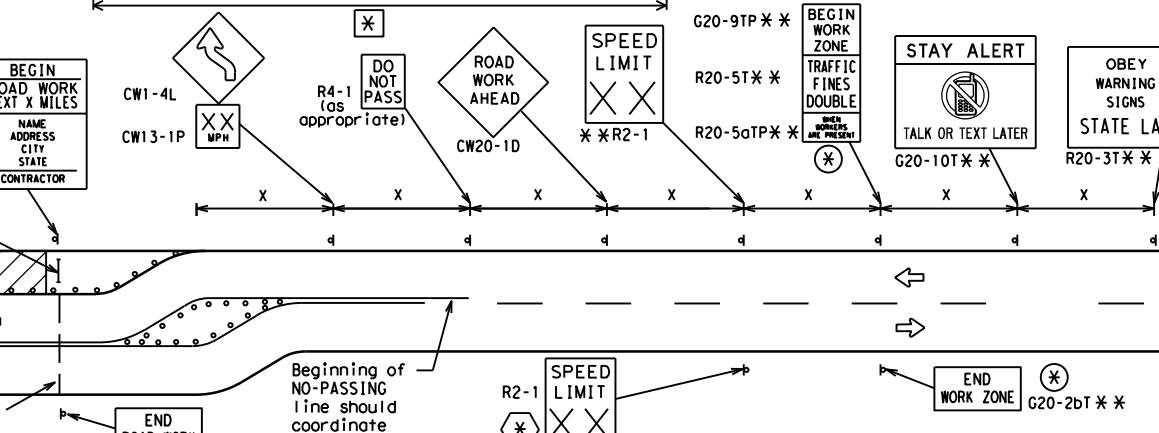 *
BEGIN
ROAD WORK
NEXT X MILES
NAME
ADDRESS
CITY
STATE
CONTRACTOR
CW1-4L
CW13-1P
XX
MPH
R4-1
(as
appropriate)
DO
NOT
PASS
ROAD
WORK
AHEAD
CW20-1D
SPEED
LIMIT
X X
* * R2-1
G20-9TP * *
R20-5T * *
R20-5aTP * *
BEGIN
WORK
ZONE
TRAFFIC
FINES
DOUBLE
WHEN
WORKERS
ARE PRESENT
*
STAY ALERT
TALK OR TEXT LATER
G20-10T * *
OBEY
WARNING
SIGNS
STATE LA
R20-3T * *
X X X X X X X
Beginning of
NO-PASSING
line should
coordinate
R2-1
*
SPEED
LIMIT
X X
END
WORK ZONE
*
G20-2bT * *
END
ROAD WORK